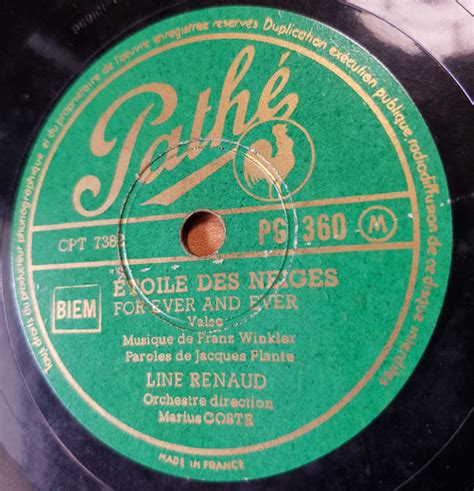 Tous droits du producteur phonographique et du propriétaire de l'œuvre enregistrée réservés Duplication exécution publique radiodiffusion de ce disque interdites
Pathé
CPT 7382
PG 360 - M
ÉTOILE DES NEIGES
FOR EVER AND EVER
BIEM
Valse
Musique de Franz Winkler
Paroles de Jacques Plante
LINE RENAUD
Orchestre direction
Marius COSTE
MADE IN FRANCE